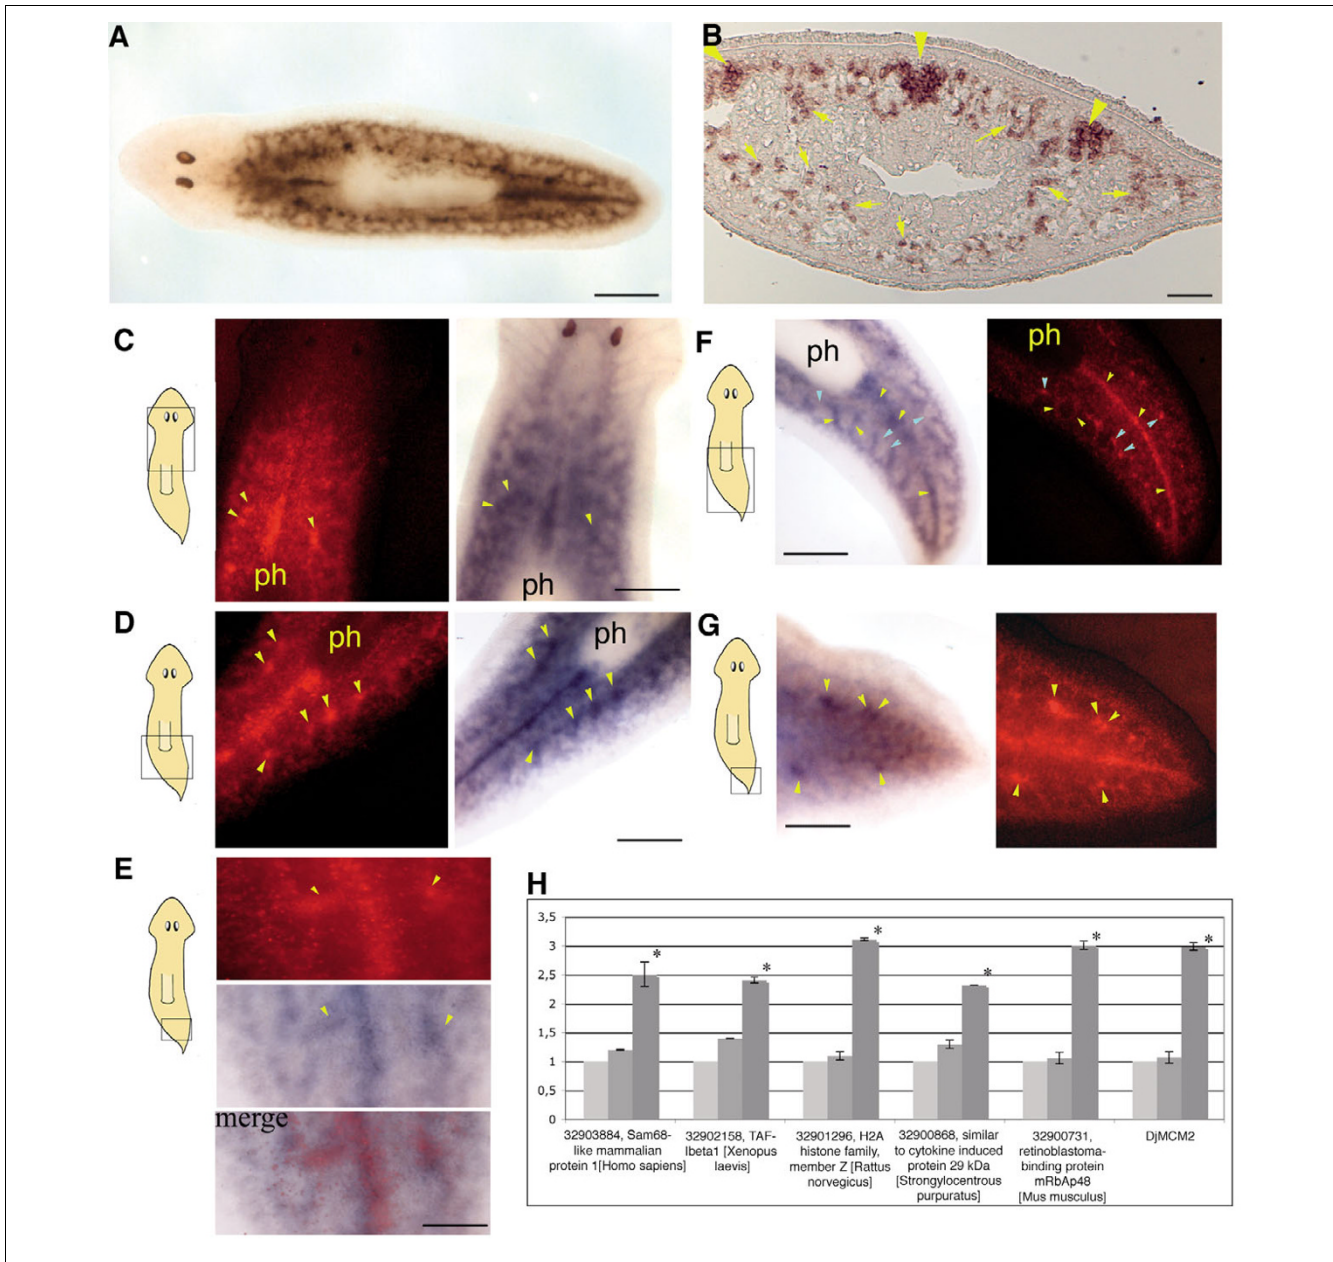 A
B
C
ph
ph
F
ph
ph
D
ph
ph
G
E
merge
H
3,5
3
2,5
2
1,5
1
0,5
0
*
*
*
*
*
*
32903884, Sam68-
like mammalian
protein 1[Homo sapiens]
32902158, TAF-
Ibeta1 [Xenopus
laevis]
32901296, H2A
histone family,
member Z [Rattus
norvegicus]
32900868, similar
to cytokine induced
protein 29 kDa
[Strongylocentrous
purpuratus]
32900731,
retinoblastoma-
binding protein
mRbAp48
[Mus musculus]
DjMCM2